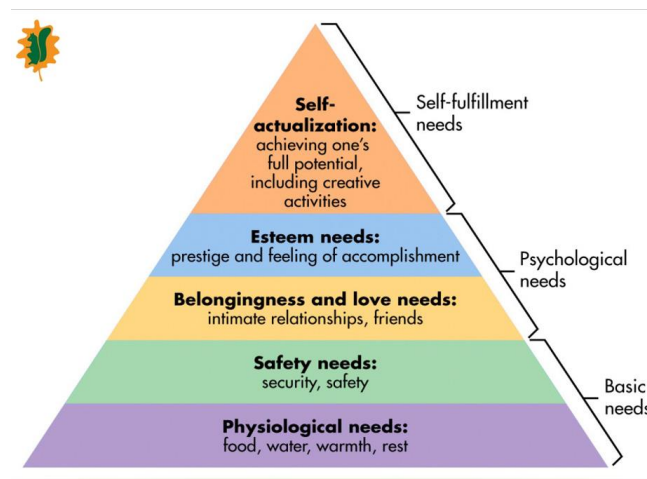 Self-
actualization:
achieving one's
full potential,
including creative
activities
Self-fulfillment
needs
Esteem needs:
prestige and feeling of accomplishment
Psychological
needs
Belongingness and love needs:
intimate relationships, friends
Safety needs:
security, safety
Basic
needs
Physiological needs:
food, water, warmth, rest